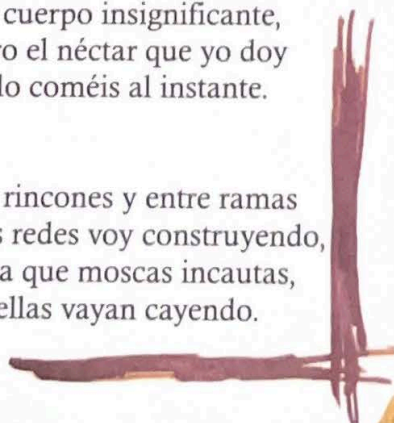 cuerpo insignificante,
o el néctar que yo doy
lo coméis al instante.
rincones y entre ramas
s redes voy construyendo,
a que moscas incautas,
ellas vayan cayendo.